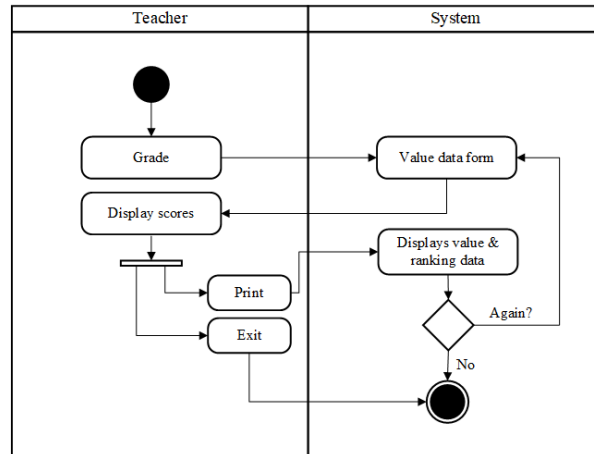 Teacher
System
Grade
Value data form
Display scores
Displays value &
ranking data
Print
Again?
Exit
No